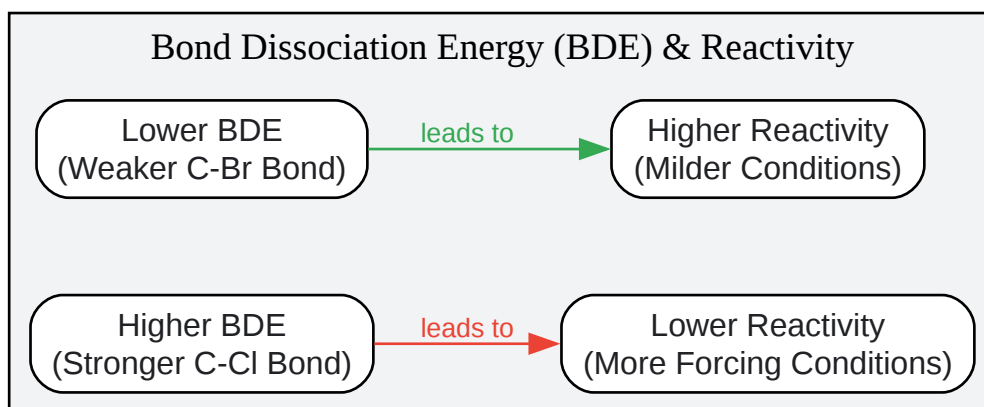 Bond Dissociation Energy (BDE) & Reactivity
Lower BDE
(Weaker C-Br Bond)
leads to
Higher Reactivity
(Milder Conditions)
Higher BDE
(Stronger C-Cl Bond)
leads to
Lower Reactivity
(More Forcing Conditions)